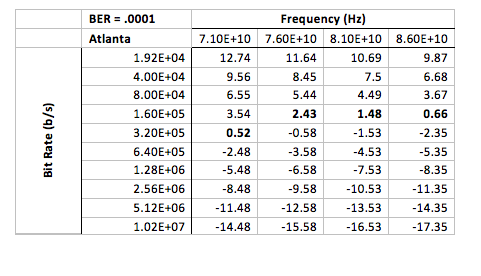 BER = .0001 Frequency (Hz)
Atlanta 7.10E+10 7.60E+10 8.10E+10 8.60E+10
Bit Rate (b/s)
1.92E+04 12.74 11.64 10.69 9.87
4.00E+04 9.56 8.45 7.5 6.68
8.00E+04 6.55 5.44 4.49 3.67
1.60E+05 3.54 2.43 1.48 0.66
3.20E+05 0.52 -0.58 -1.53 -2.35
6.40E+05 -2.48 -3.58 -4.53 -5.35
1.28E+06 -5.48 -6.58 -7.53 -8.35
2.56E+06 -8.48 -9.58 -10.53 -11.35
5.12E+06 -11.48 -12.58 -13.53 -14.35
1.02E+07 -14.48 -15.58 -16.53 -17.35